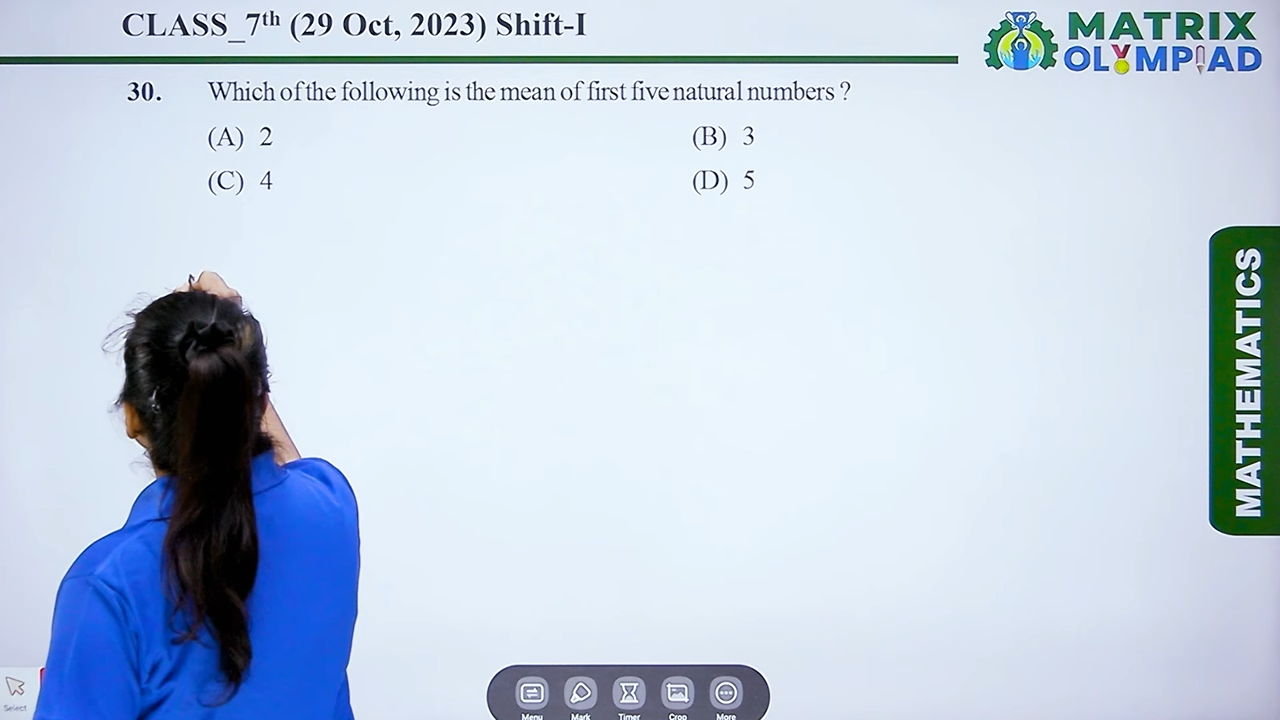 CLASS_7th (29 Oct, 2023) Shift-I
MATRIX
OLYMPIAD
30. Which of the following is the mean of first five natural numbers ?
(A) 2 (B) 3
(C) 4 (D) 5
MATHEMATICS
Select
Menu Mark Timer Crop More